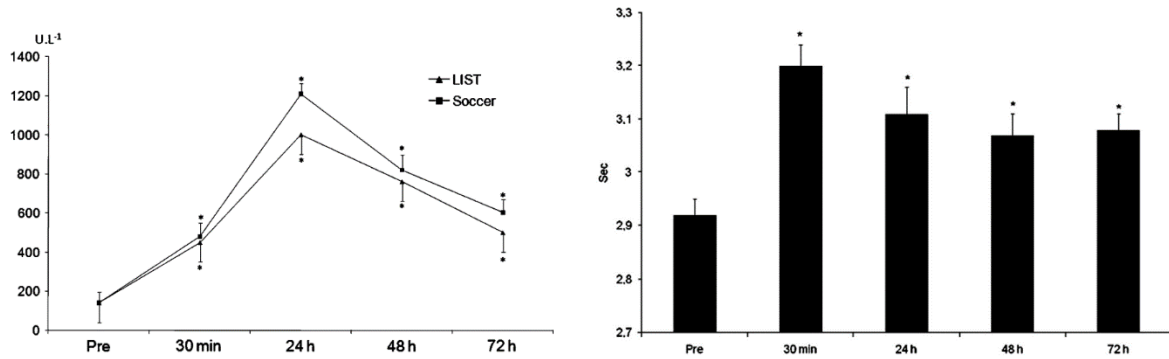 U.L-1
1400
1200
1000
800
600
400
200
0
LIST
Soccer
* * * * * * * *
Pre 30 min 24 h 48 h 72 h
3,3
3,2
3,1
3
2,9
2,8
2,7
Sec
* * * *
Pre 30 min 24 h 48 h 72 h